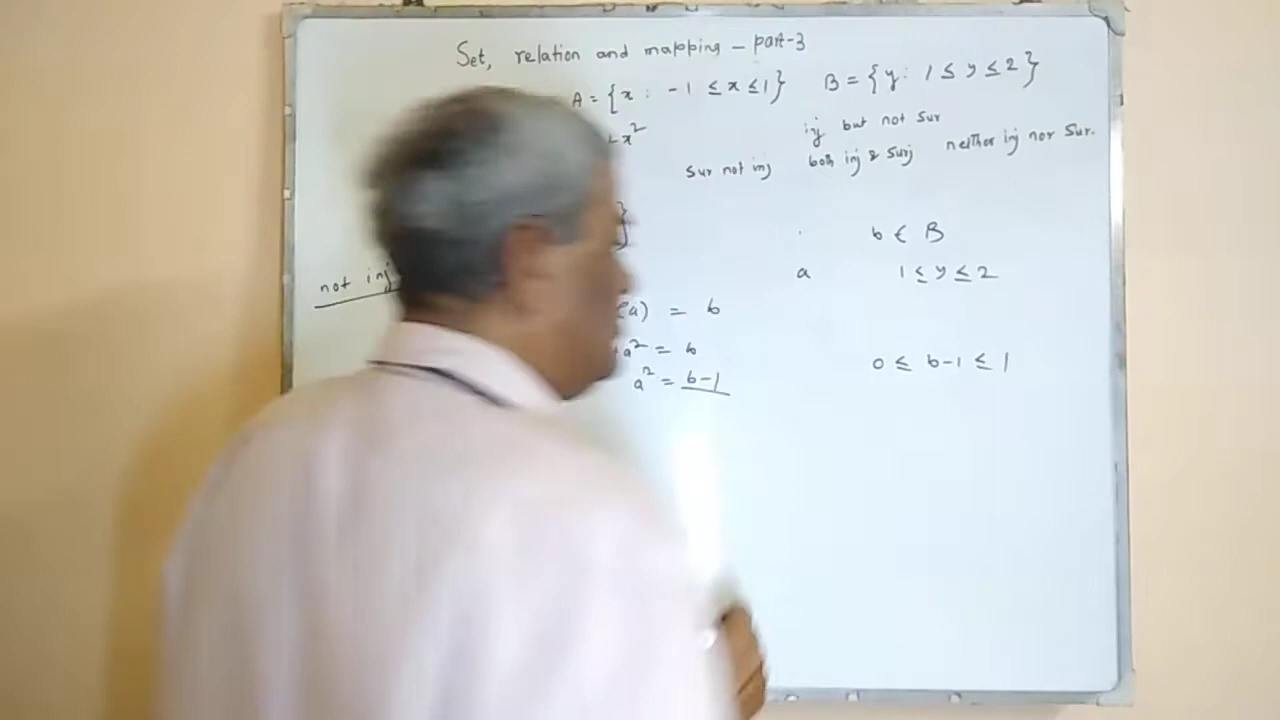 Set, relation and mapping – part-3
A = {x : -1 ≤ x ≤ 1} B = {y : 1 ≤ y ≤ 2}
x²
inj but not sur
sur not inj both inj & surj neither inj nor sur.
}
b ∈ B
not inj
a 1 ≤ y ≤ 2
(a) = b
a² = b
0 ≤ b-1 ≤ 1
a² = b-1